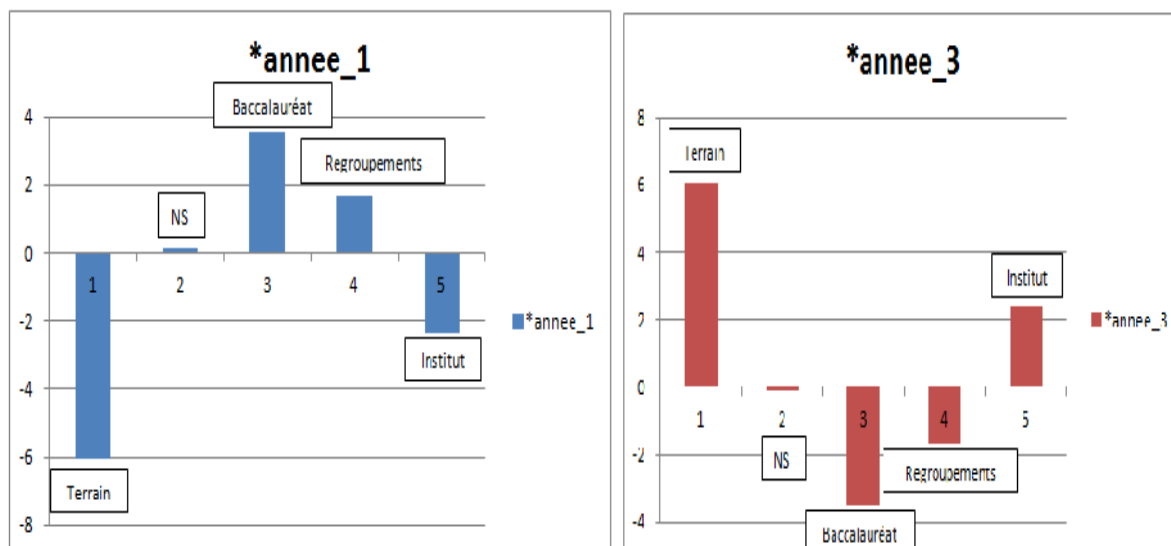 *annee_1
4
2
0
-2
-4
-6
-8
1
2
3
4
5
Terrain
NS
Baccalauréat
Regroupements
Institut
*annee_1
*annee_3
8
6
4
2
0
-2
-4
1
2
3
4
5
Terrain
NS
Baccalauréat
Regroupements
Institut
*annee_3